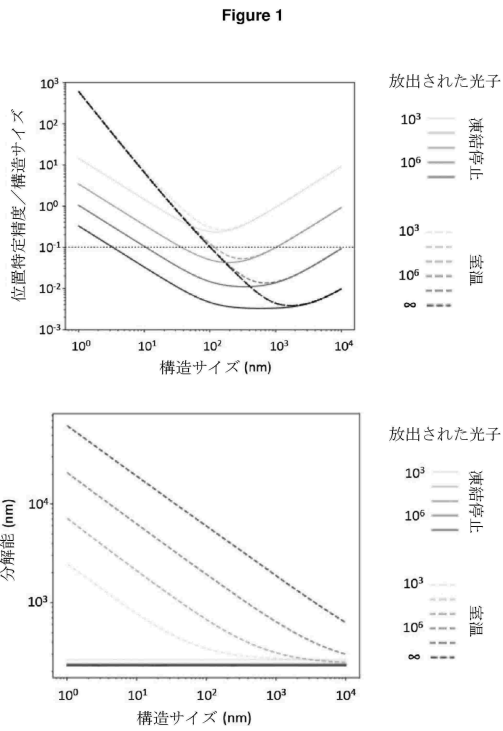 Figure 1
位置特定精度／構造サイズ
10³
10²
10¹
10⁰
10⁻¹
10⁻²
10⁻³
10⁰
10¹
10²
10³
10⁴
構造サイズ (nm)
放出された光子
10³
10⁶
凍結停止
10³
10⁶
∞
室温
分解能 (nm)
10⁴
10³
10⁰
10¹
10²
10³
10⁴
構造サイズ (nm)
放出された光子
10³
10⁶
凍結停止
10³
10⁶
∞
室温